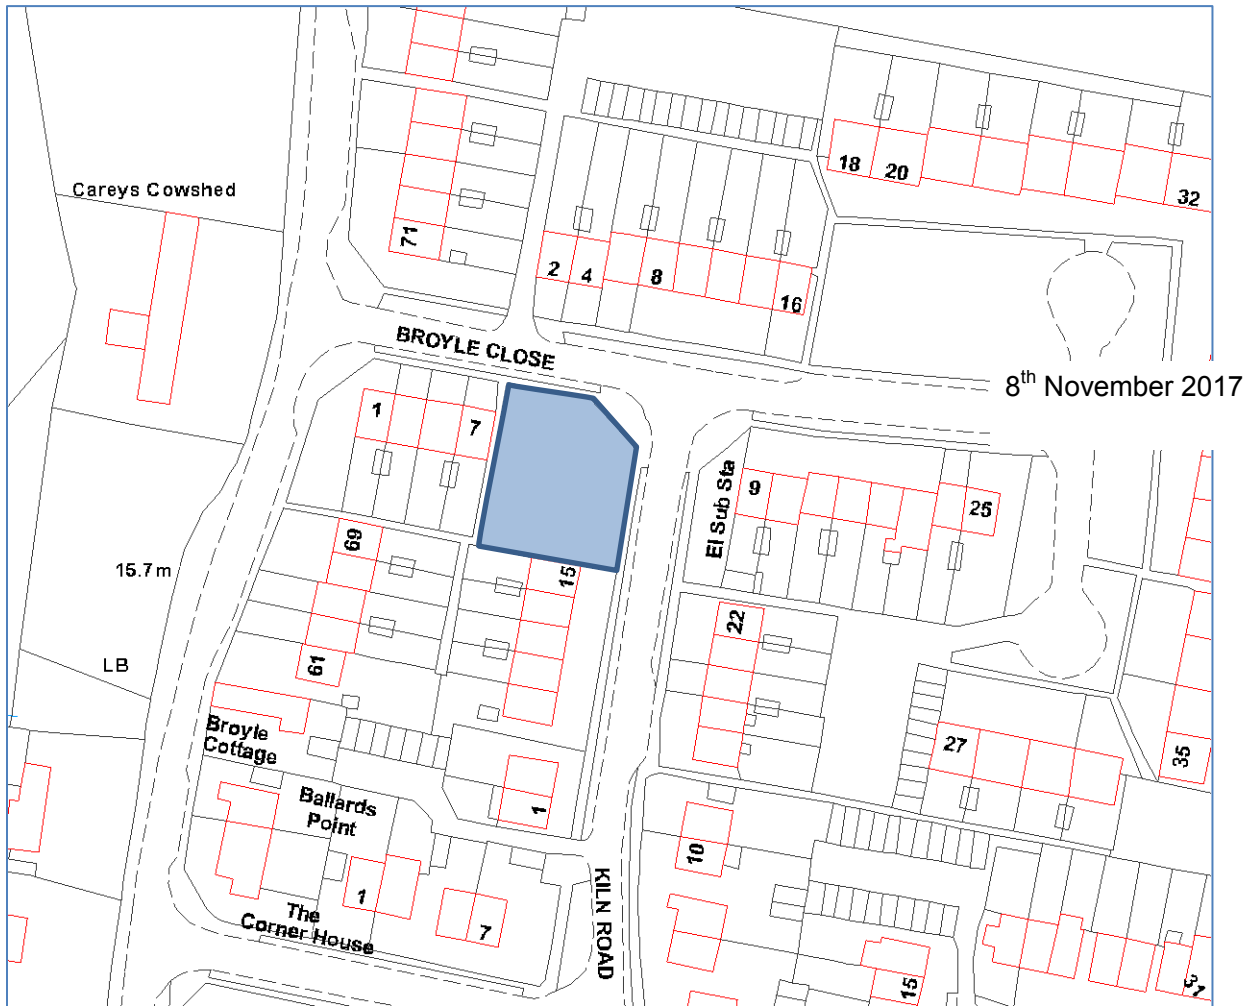 18
20
32
Careys Cowshed
71
2
4
8
16
BROYLE CLOSE
8th November 2017
1
7
9
25
El Sub Sta
69
15
15.7m
22
61
LB
Broyle
Cottage
27
35
Ballards
Point
1
10
1
The
Corner House
7
KILN ROAD
15
37